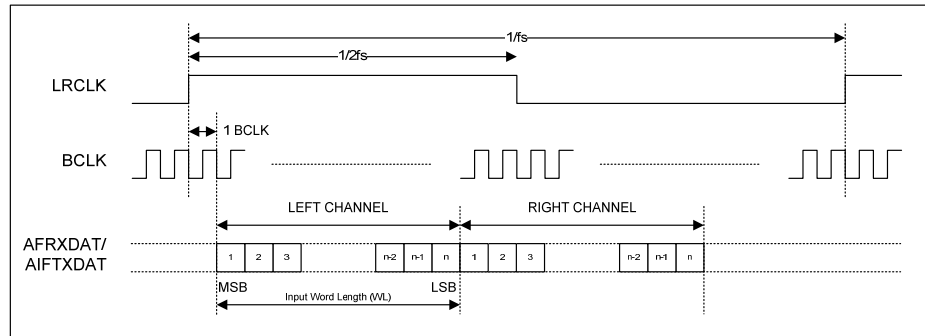 1/fs
1/2fs
LRCLK
1 BCLK
BCLK
LEFT CHANNEL RIGHT CHANNEL
AFRXDAT/
AIFTXDAT
1 2 3 n-2 n-1 n 1 2 3 n-2 n-1 n
MSB LSB
Input Word Length (WL)